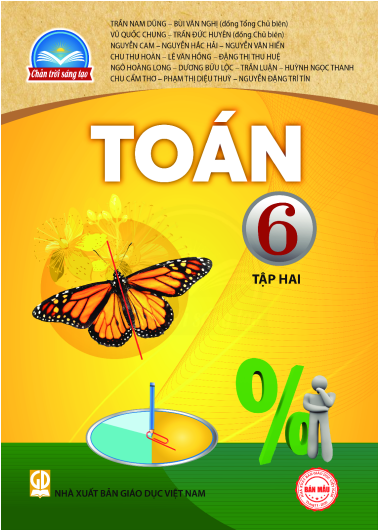 TRẦN NAM DŨNG – BÙI VĂN NGHỊ (đồng Tổng Chủ biên)
VŨ QUỐC CHUNG – TRẦN ĐỨC HUYÊN (đồng Chủ biên)
NGUYỄN CAM – NGUYỄN HẮC HẢI – NGUYỄN VĂN HIỂN
CHU THU HOÀN – LÊ VĂN HỒNG – ĐẶNG THỊ THU HUỆ
NGÔ HOÀNG LONG – DƯƠNG BỬU LỘC – TRẦN LUẬN – HUỲNH NGỌC THANH
CHU CẨM THƠ – PHẠM THỊ DIỆU THUỲ – NGUYỄN ĐẶNG TRÍ TÍN
Chân trời sáng tạo
TOÁN
6
TẬP HAI
%
GD
NHÀ XUẤT BẢN GIÁO DỤC VIỆT NAM
BẢN MẪU